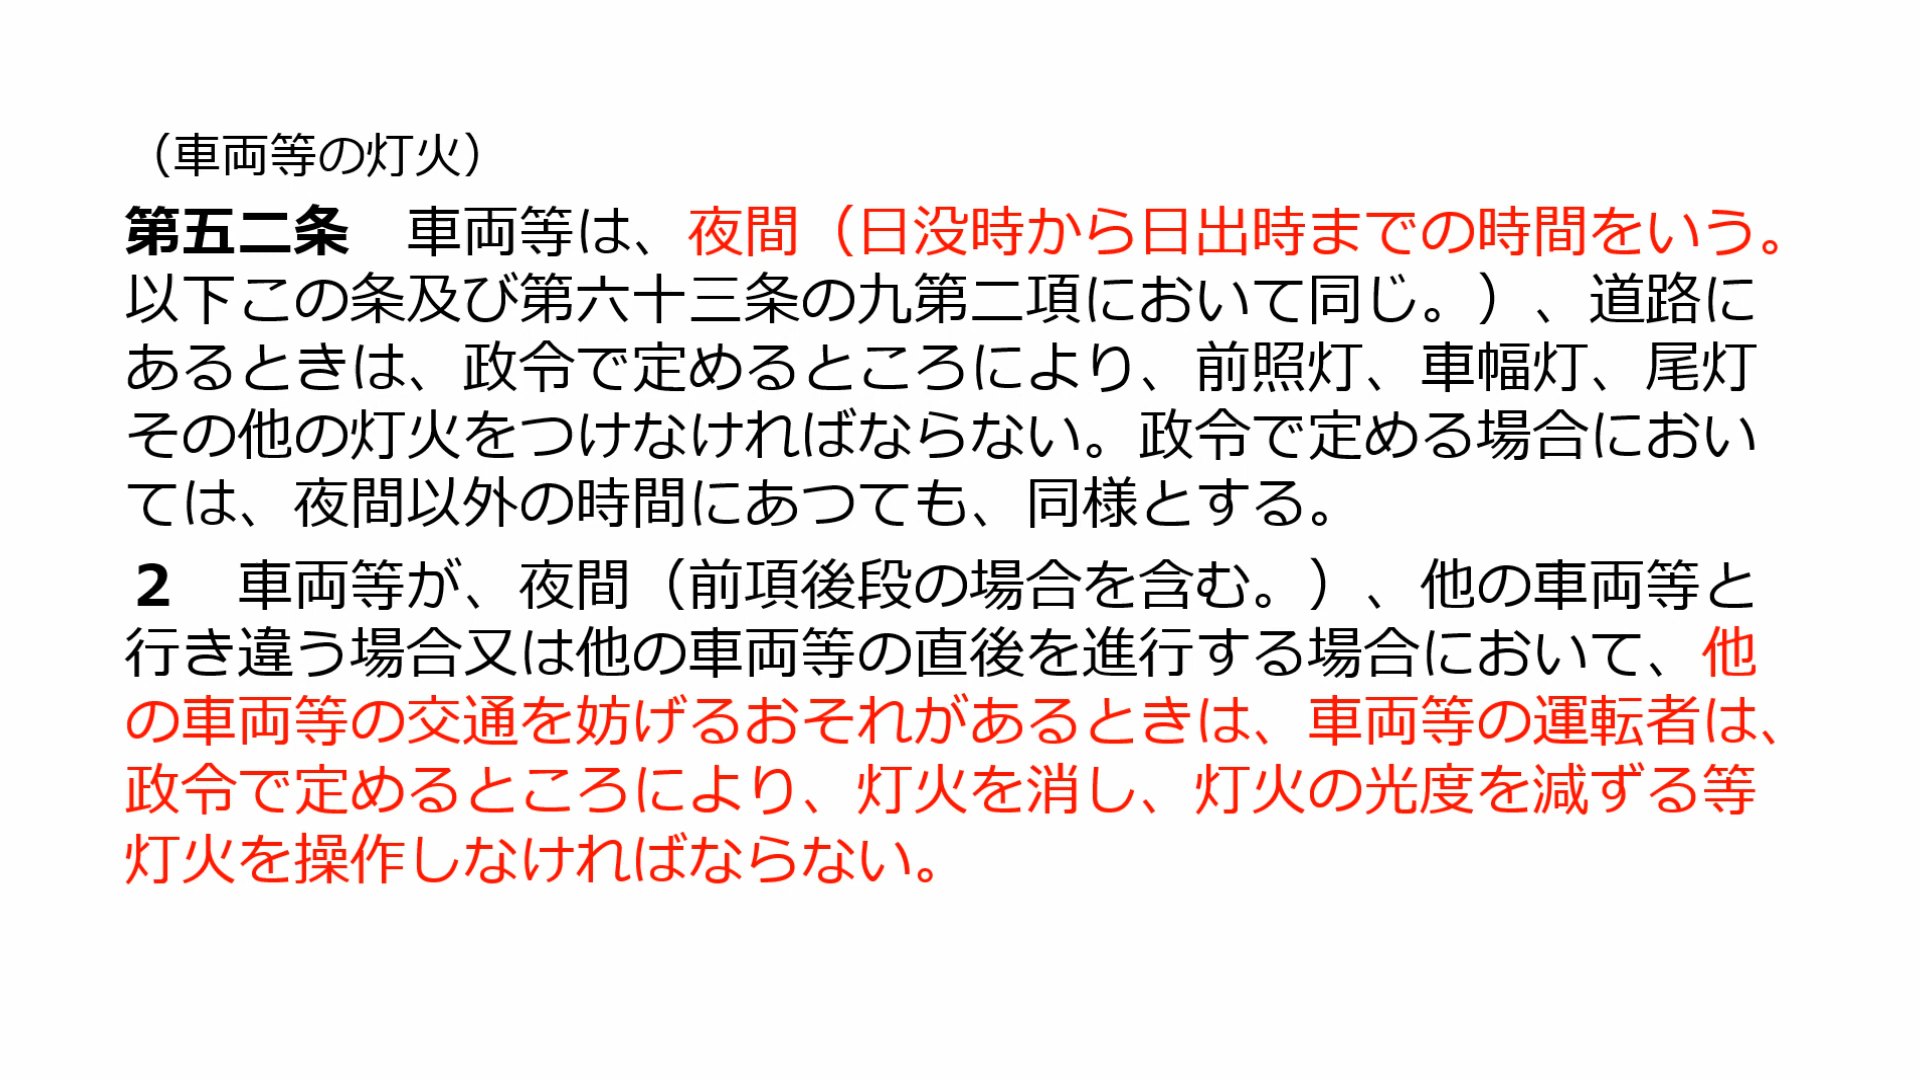 （車両等の灯火）
第五二条　車両等は、夜間（日没時から日出時までの時間をいう。
以下この条及び第六十三条の九第二項において同じ。）、道路に
あるときは、政令で定めるところにより、前照灯、車幅灯、尾灯
その他の灯火をつけなければならない。政令で定める場合におい
ては、夜間以外の時間にあつても、同様とする。
2　車両等が、夜間（前項後段の場合を含む。）、他の車両等と
行き違う場合又は他の車両等の直後を進行する場合において、他
の車両等の交通を妨げるおそれがあるときは、車両等の運転者は、
政令で定めるところにより、灯火を消し、灯火の光度を減ずる等
灯火を操作しなければならない。